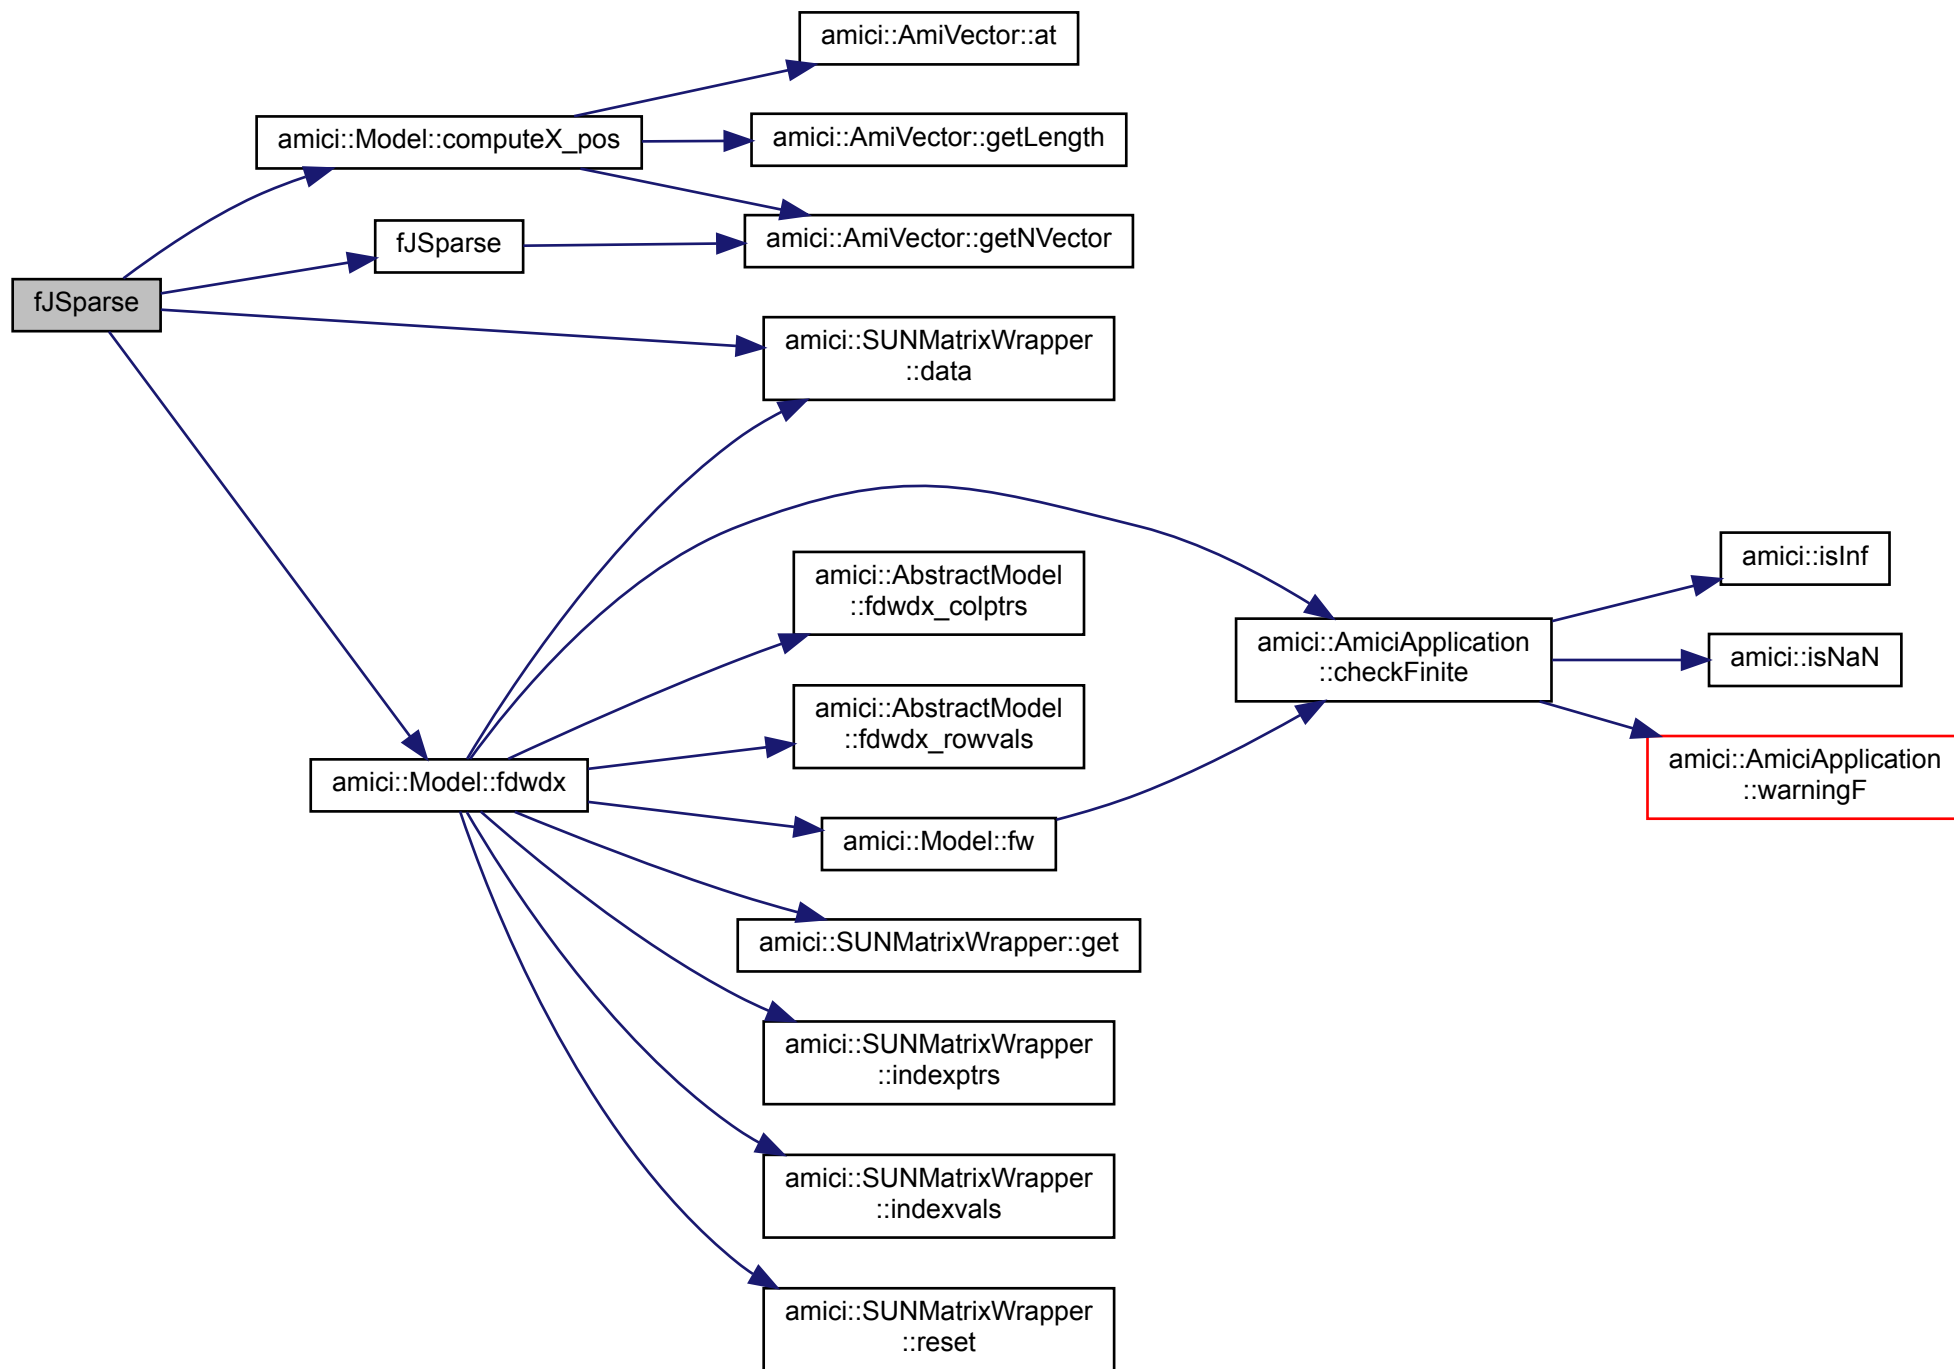 amici::AmiVector::at
amici::Model::computeX_pos
amici::AmiVector::getLength
fJSparse
amici::AmiVector::getNVector
fJSparse
amici::SUNMatrixWrapper
::data
amici::AbstractModel
::fdwdx_colptrs
amici::isInf
amici::AmiciApplication
::checkFinite
amici::isNaN
amici::AbstractModel
::fdwdx_rowvals
amici::AmiciApplication
::warningF
amici::Model::fdwdx
amici::Model::fw
amici::SUNMatrixWrapper::get
amici::SUNMatrixWrapper
::indexptrs
amici::SUNMatrixWrapper
::indexvals
amici::SUNMatrixWrapper
::reset